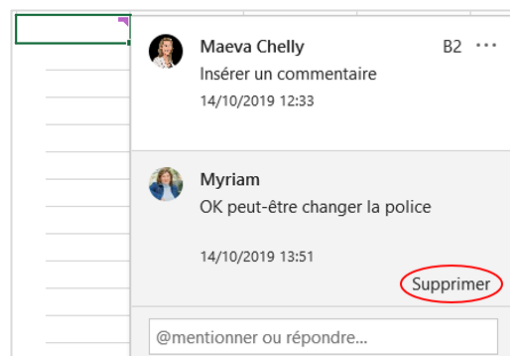 Maeva Chelly B2 ...
Insérer un commentaire
14/10/2019 12:33
Myriam
OK peut-être changer la police
14/10/2019 13:51
Supprimer
@mentionner ou répondre...